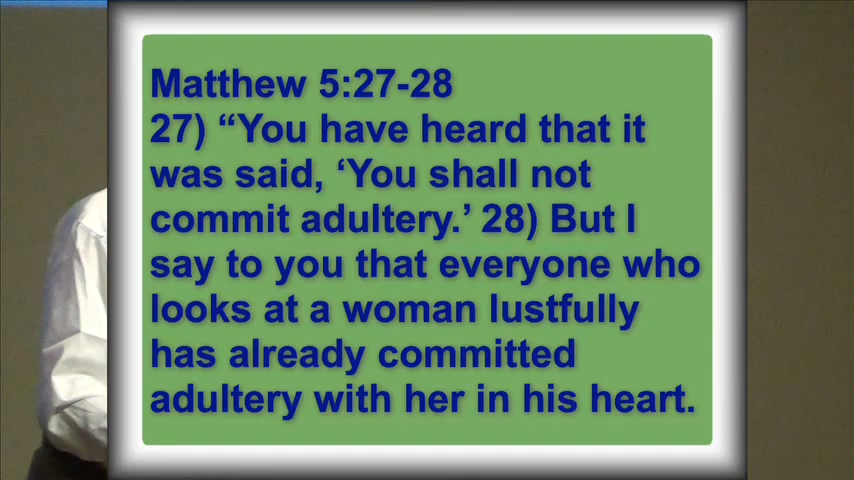 Matthew 5:27-28
27) “You have heard that it
was said, ‘You shall not
commit adultery.’ 28) But I
say to you that everyone who
looks at a woman lustfully
has already committed
adultery with her in his heart.